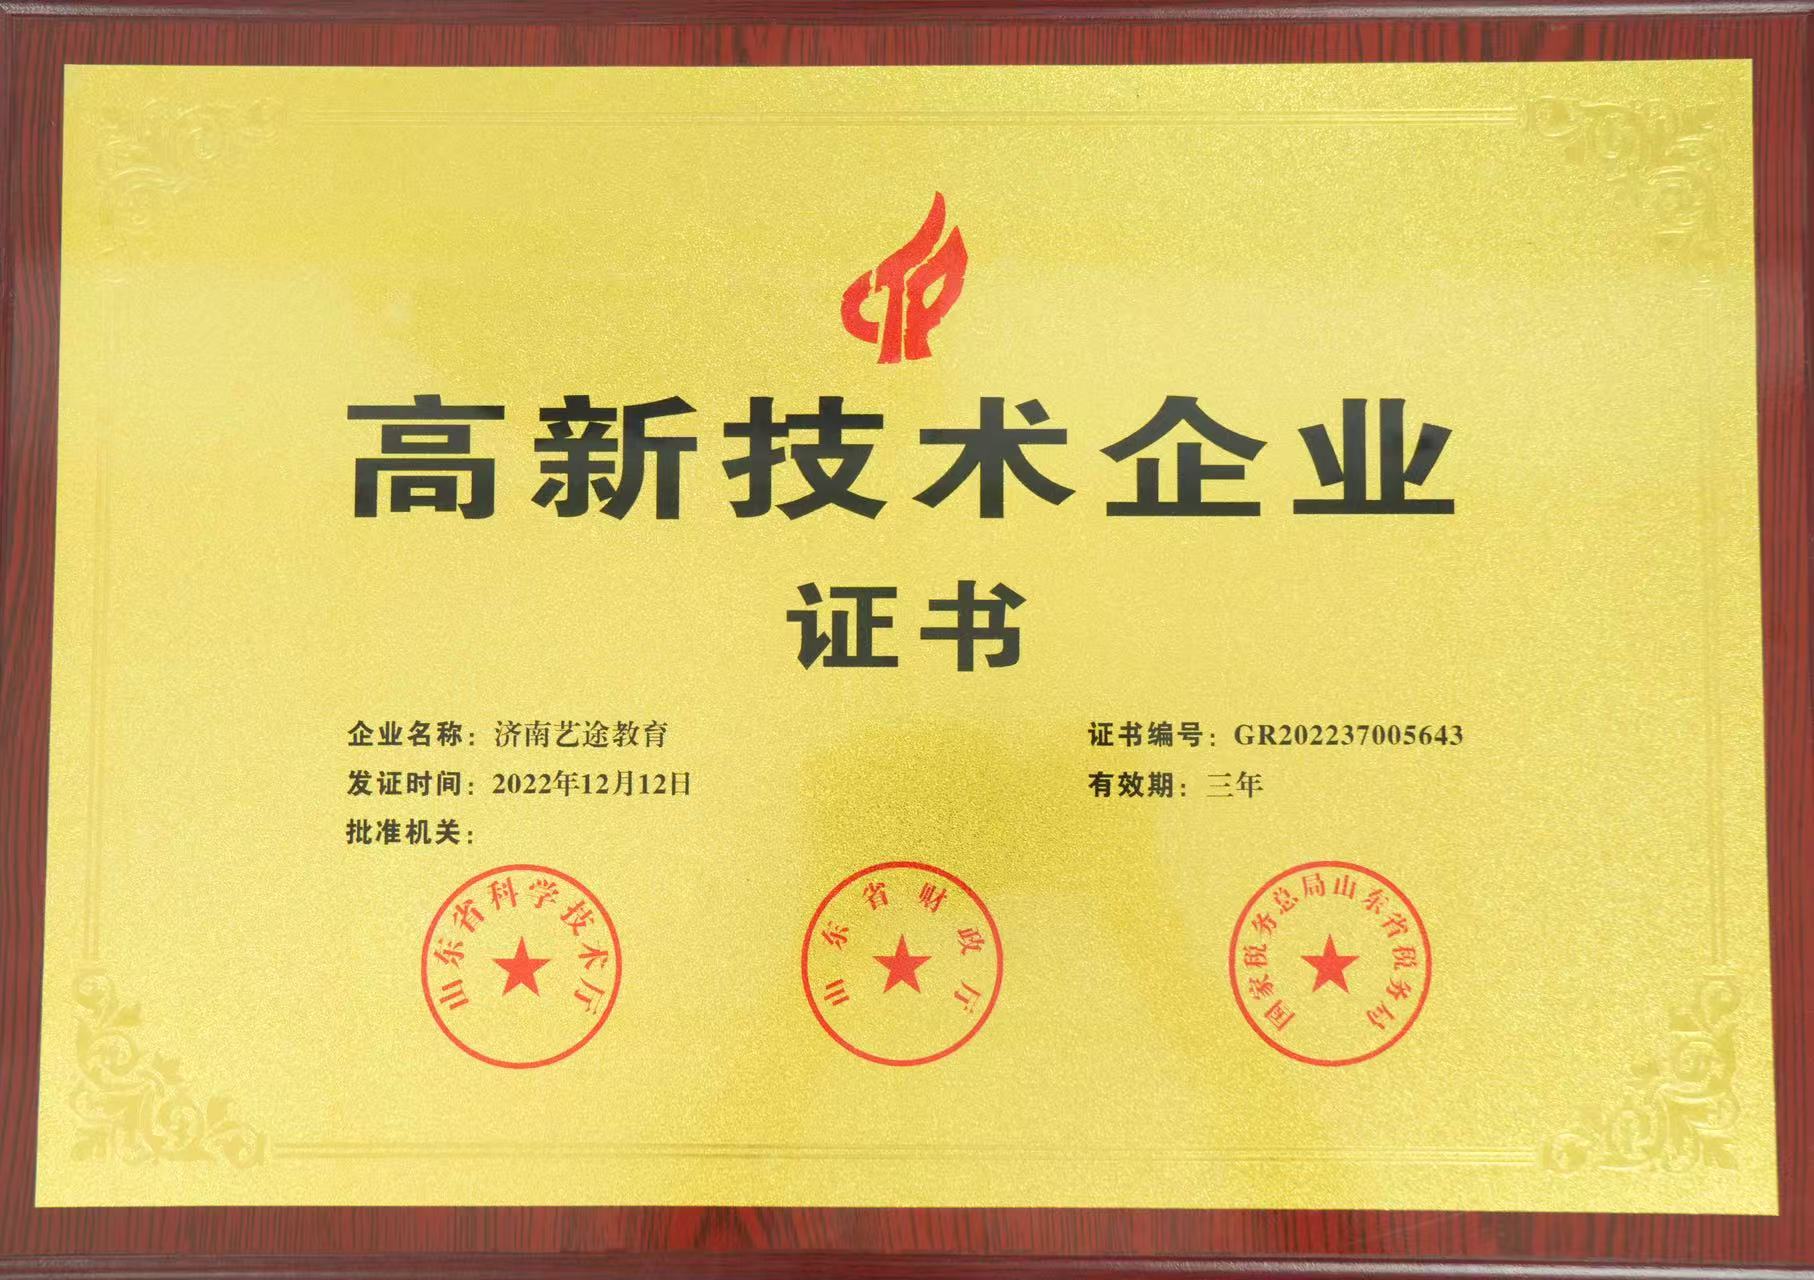 高新技术企业
证书
企业名称：济南艺途教育
证书编号：GR202237005643
发证时间：2022年12月12日
有效期：三年
批准机关：
山东省科学技术厅
山东省财政厅
国家税务总局山东省税务局